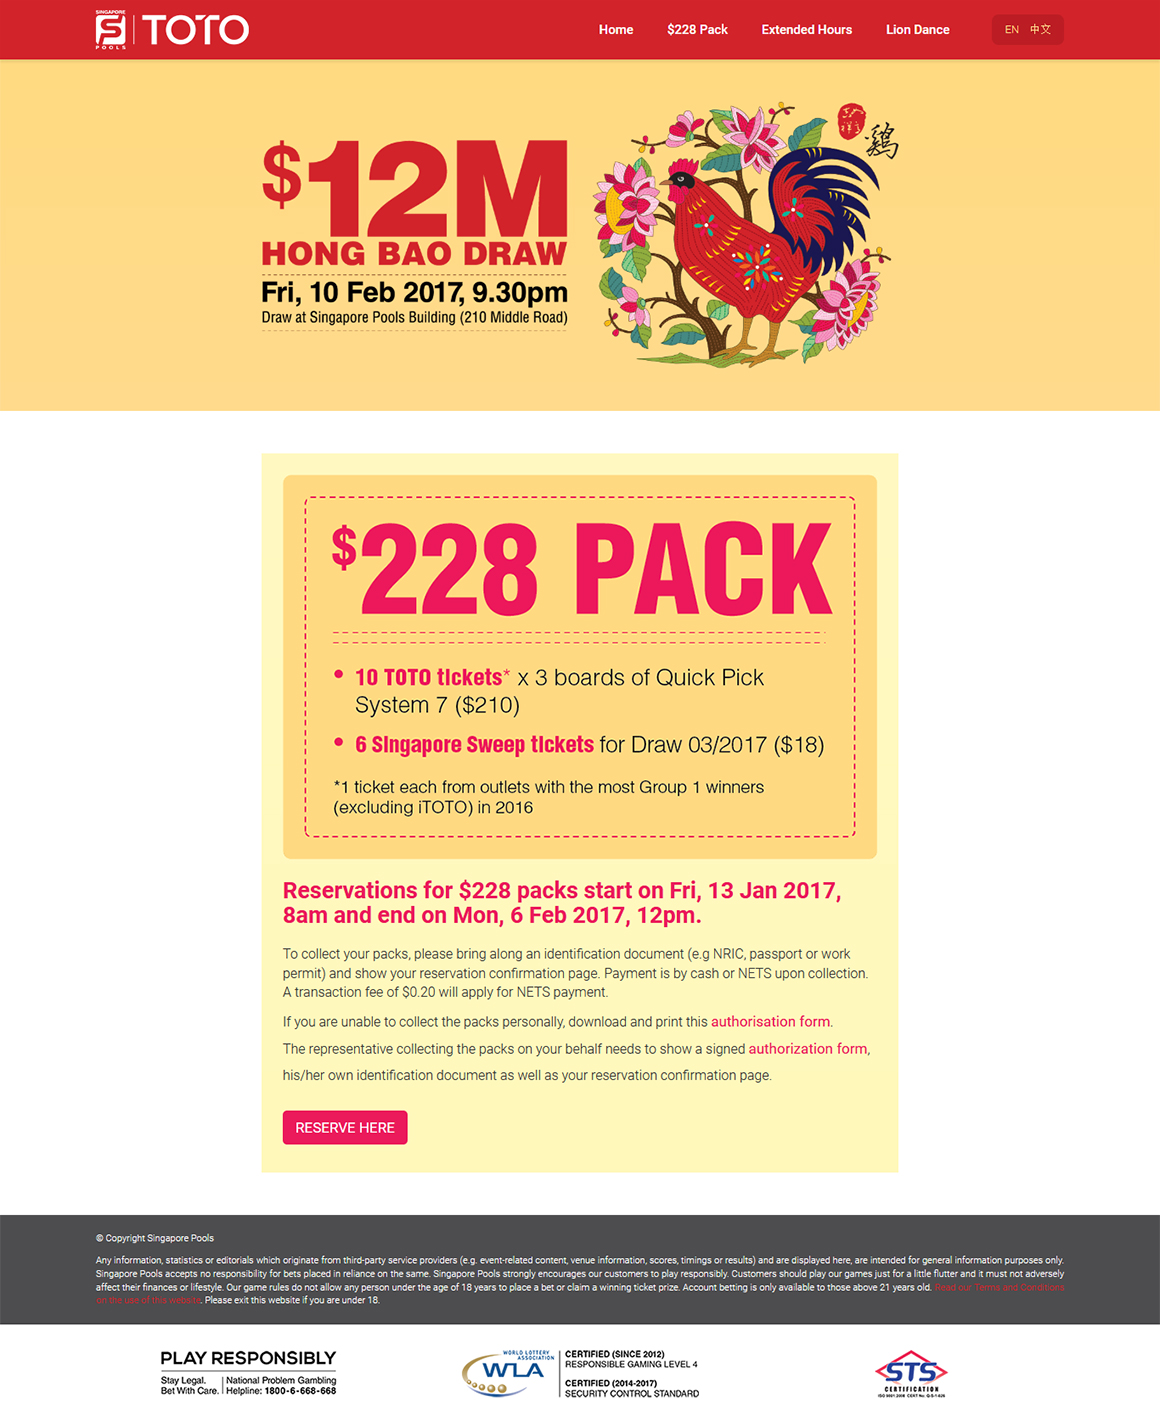 SINGAPORE
POOLS
TOTO
Home
$228 Pack
Extended Hours
Lion Dance
EN 中文
$12M
HONG BAO DRAW
Fri, 10 Feb 2017, 9.30pm
Draw at Singapore Pools Building (210 Middle Road)
鸡
$228 PACK
• 10 TOTO tickets* x 3 boards of Quick Pick
System 7 ($210)
• 6 Singapore Sweep tickets for Draw 03/2017 ($18)
*1 ticket each from outlets with the most Group 1 winners
(excluding iTOTO) in 2016
Reservations for $228 packs start on Fri, 13 Jan 2017,
8am and end on Mon, 6 Feb 2017, 12pm.
To collect your packs, please bring along an identification document (e.g NRIC, passport or work
permit) and show your reservation confirmation page. Payment is by cash or NETS upon collection.
A transaction fee of $0.20 will apply for NETS payment.
If you are unable to collect the packs personally, download and print this authorisation form.
The representative collecting the packs on your behalf needs to show a signed authorization form,
his/her own identification document as well as your reservation confirmation page.
RESERVE HERE
© Copyright Singapore Pools
Any information, statistics or editorials which originate from third-party service providers (e.g. event-related content, venue information, scores, timings or results) and are displayed here, are intended for general information purposes only.
Singapore Pools accepts no responsibility for bets placed in reliance on the same. Singapore Pools strongly encourages our customers to play responsibly. Customers should play our games just for a little flutter and it must not adversely
affect their finances or lifestyle. Our game rules do not allow any person under the age of 18 years to place a bet or claim a winning ticket prize. Account betting is only available to those above 21 years old. Read our Terms and Conditions
on the use of this website. Please exit this website if you are under 18.
PLAY RESPONSIBLY
Stay Legal.
Bet With Care.
National Problem Gambling
Helpline: 1800-6-668-668
WORLD LOTTERY
ASSOCIATION
WLA
CERTIFIED (SINCE 2012)
RESPONSIBLE GAMING LEVEL 4
CERTIFIED (2014-2017)
SECURITY CONTROL STANDARD
STS
CERTIFICATION